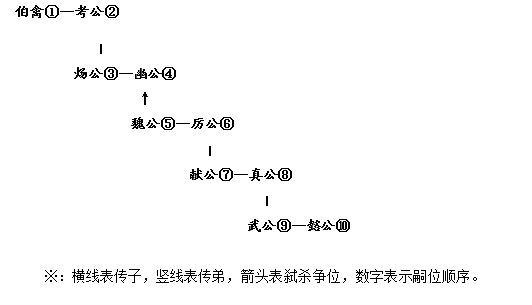 伯禽①—考公②
炀公③—幽公④
魏公⑤—厉公⑥
献公⑦—真公⑧
武公⑨—懿公⑩
※：横线表传子，竖线表传弟，箭头表弑杀争位，数字表示嗣位顺序。